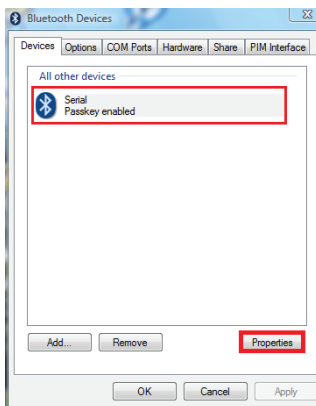 Bluetooth Devices
Devices Options COM Ports Hardware Share PIM Interface
All other devices
Serial
Passkey enabled
Add... Remove Properties
OK Cancel Apply